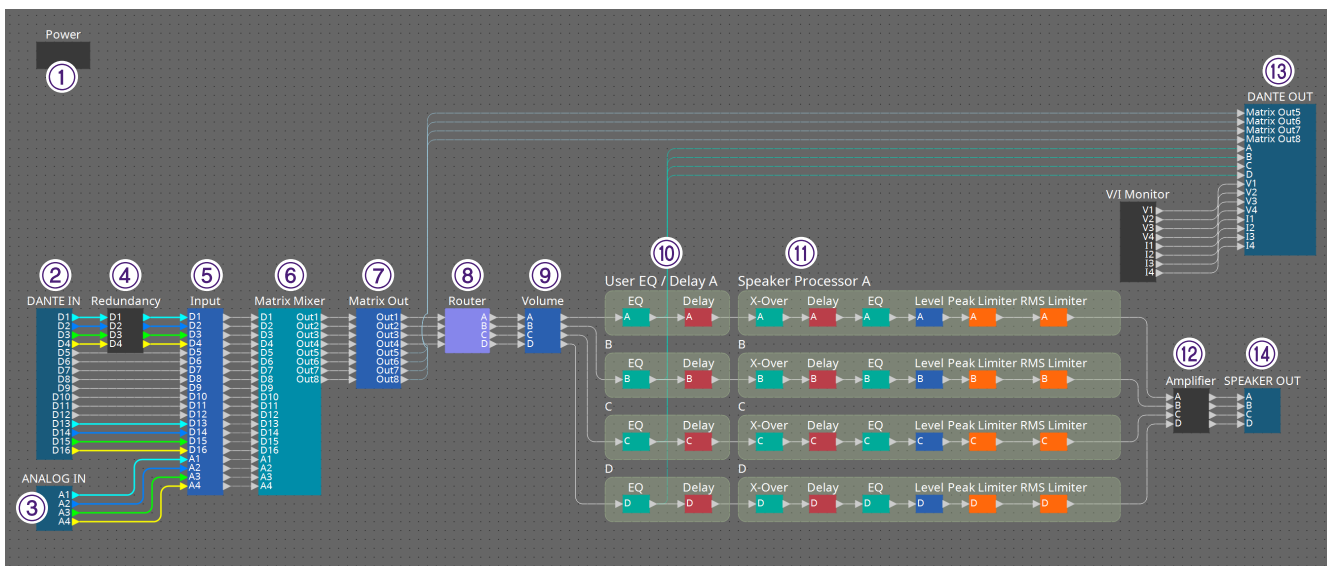 Power
①
⑬
DANTE OUT
Matrix Out5
Matrix Out6
Matrix Out7
Matrix Out8
A
B
C
D
V1
V2
V3
V4
I1
I2
I3
I4
V/I Monitor
V1
V2
V3
V4
I1
I2
I3
I4
② ④ ⑤ ⑥ ⑦ ⑧ ⑨ ⑩ ⑪
DANTE IN
D1
D2
D3
D4
D5
D6
D7
D8
D9
D10
D11
D12
D13
D14
D15
D16
ANALOG IN
③
A1
A2
A3
A4
Redundancy
D1 D1
D2 D2
D3 D3
D4 D4
Input
D1
D2
D3
D4
D5
D6
D7
D8
D9
D10
D11
D12
D13
D14
D15
D16
A1
A2
A3
A4
Matrix Mixer
D1 Out1
D2 Out2
D3 Out3
D4 Out4
D5 Out5
D6 Out6
D7 Out7
D8 Out8
D9
D10
D11
D12
D13
D14
D15
D16
A1
A2
A3
A4
Matrix Out
Out1
Out2
Out3
Out4
Out5
Out6
Out7
Out8
Router
A
B
C
D
Volume
A
B
C
D
User EQ / Delay A Speaker Processor A
EQ Delay X-Over Delay EQ Level Peak Limiter RMS Limiter
A A A A A A A A
B B
EQ Delay X-Over Delay EQ Level Peak Limiter RMS Limiter
B B B B B B B B
C C
EQ Delay X-Over Delay EQ Level Peak Limiter RMS Limiter
C C C C C C C C
D D
EQ Delay X-Over Delay EQ Level Peak Limiter RMS Limiter
D D D D D D D D
⑫ ⑭
Amplifier SPEAKER OUT
A A
B B
C C
D D